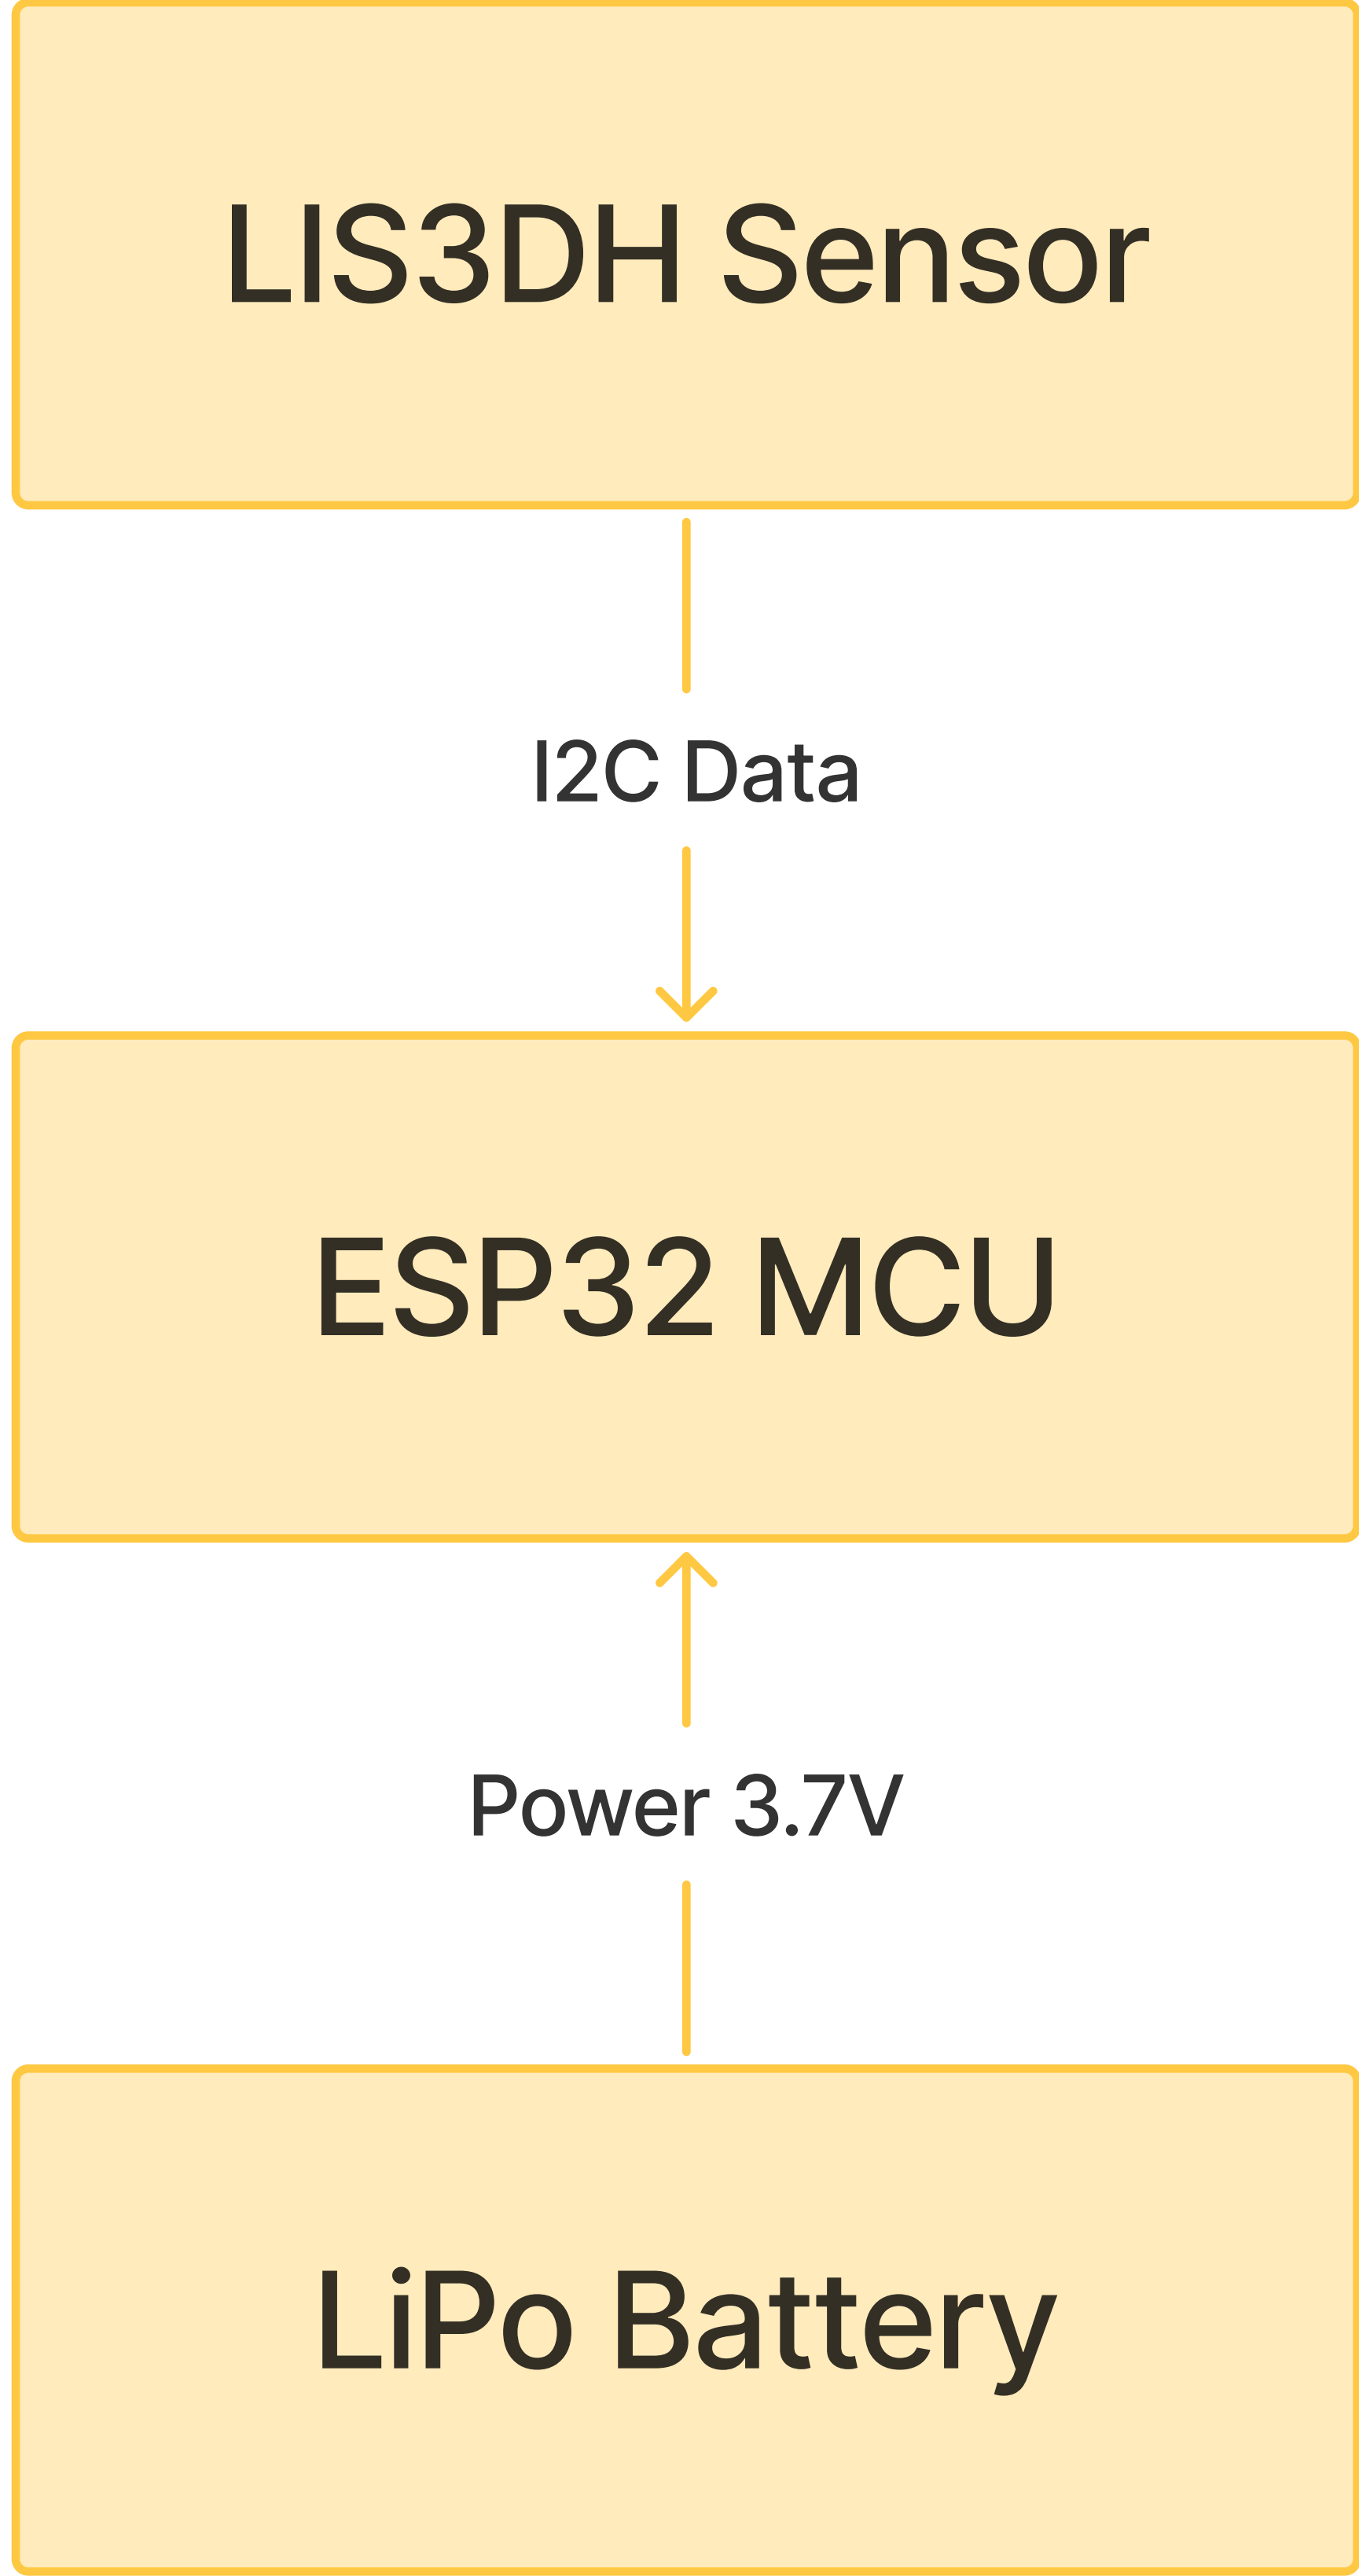 LIS3DH Sensor
I2C Data
ESP32 MCU
Power 3.7V
LiPo Battery